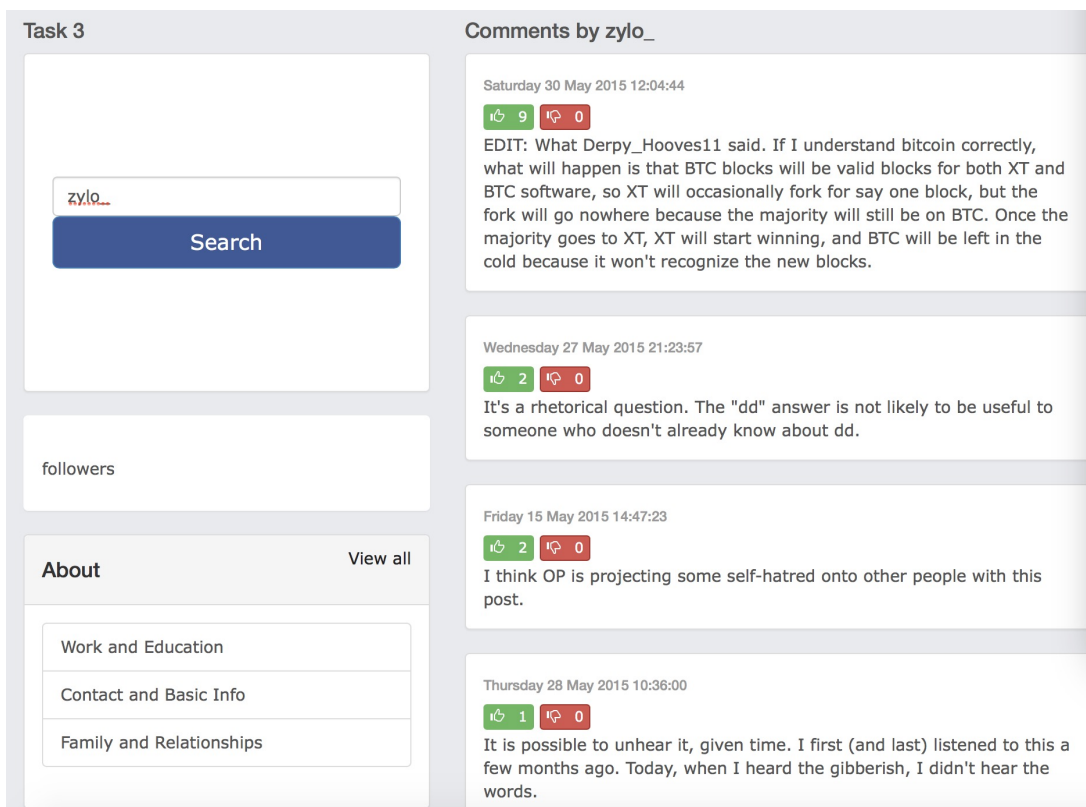 Task 3
zylo_
Search
followers
About
View all
Work and Education
Contact and Basic Info
Family and Relationships
Comments by zylo_
Saturday 30 May 2015 12:04:44
9 0
EDIT: What Derpy_Hooves11 said. If I understand bitcoin correctly,
what will happen is that BTC blocks will be valid blocks for both XT and
BTC software, so XT will occasionally fork for say one block, but the
fork will go nowhere because the majority will still be on BTC. Once the
majority goes to XT, XT will start winning, and BTC will be left in the
cold because it won't recognize the new blocks.
Wednesday 27 May 2015 21:23:57
2 0
It's a rhetorical question. The "dd" answer is not likely to be useful to
someone who doesn't already know about dd.
Friday 15 May 2015 14:47:23
2 0
I think OP is projecting some self-hatred onto other people with this
post.
Thursday 28 May 2015 10:36:00
1 0
It is possible to unhear it, given time. I first (and last) listened to this a
few months ago. Today, when I heard the gibberish, I didn't hear the
words.